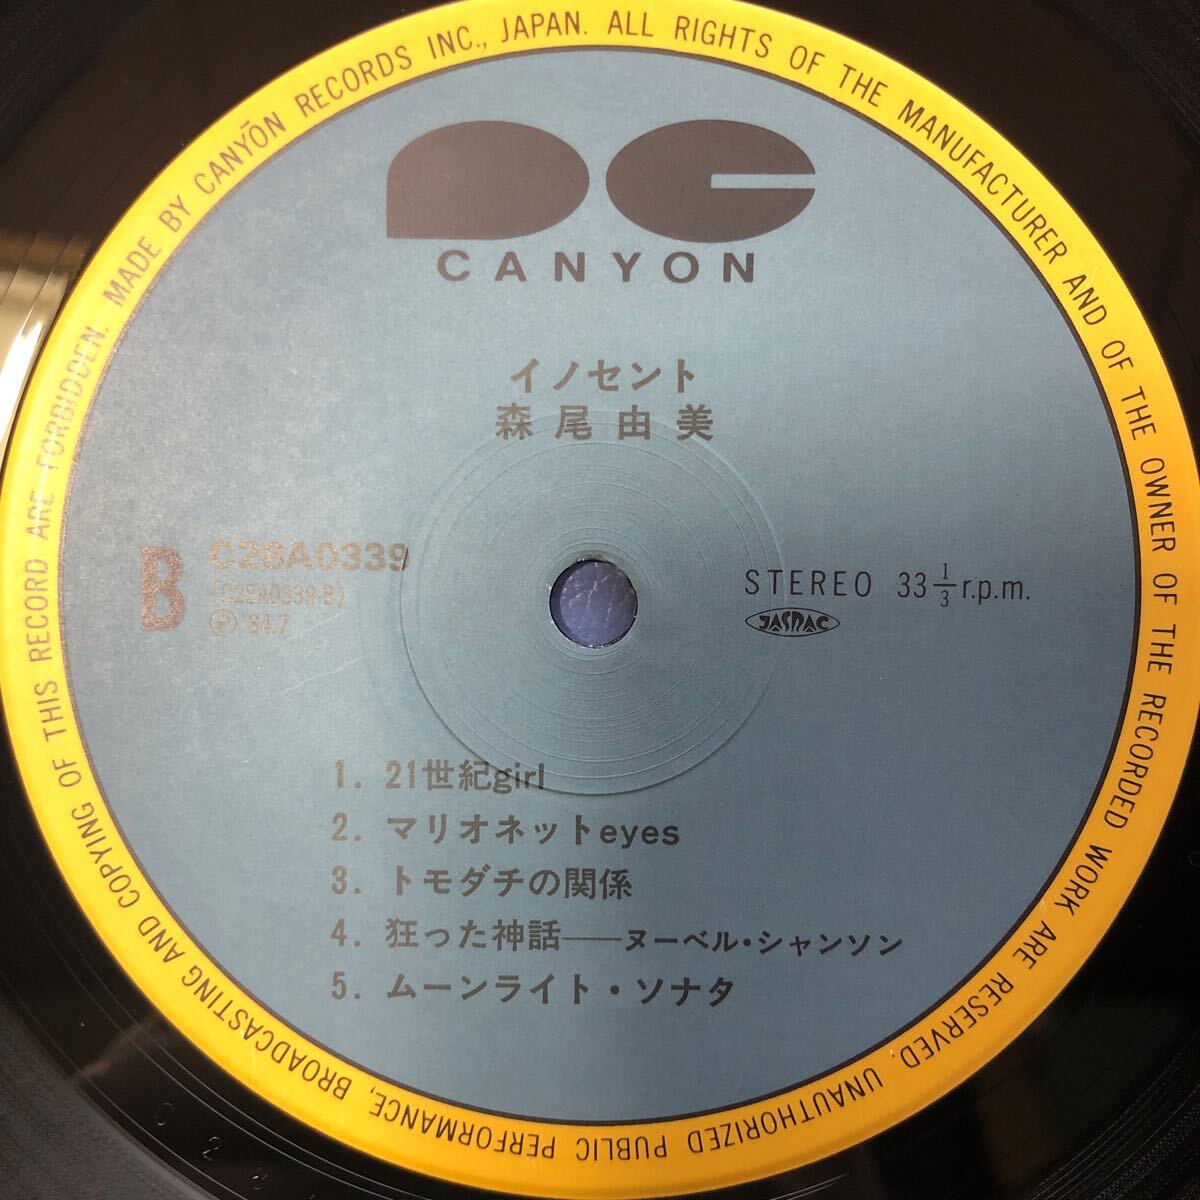 MADE BY CANYŌN RECORDS INC., JAPAN. ALL RIGHTS OF THE MANUFACTURER AND OF THE OWNER OF THE RECORDED WORK ARE RESERVED. UNAUTHORIZED PUBLIC PERFORMANCE, BROADCASTING AND COPYING OF THIS RECORD ARE FORBIDDEN.
CANYON
イノセント
森尾由美
B
C28A0339
(C28A0339-B)
Ⓟ '84.7
STEREO 33 1/3 r.p.m.
JASRAC
1. 21世紀girl
2. マリオネットeyes
3. トモダチの関係
4. 狂った神話——ヌーベル・シャンソン
5. ムーンライト・ソナタ